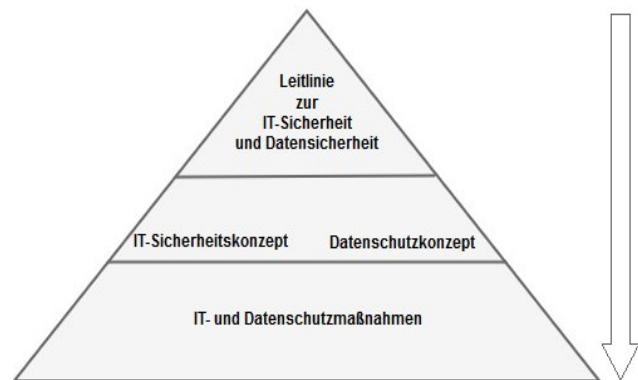 Leitlinie
zur
IT-Sicherheit
und Datensicherheit
IT-Sicherheitskonzept Datenschutzkonzept
IT- und Datenschutzmaßnahmen